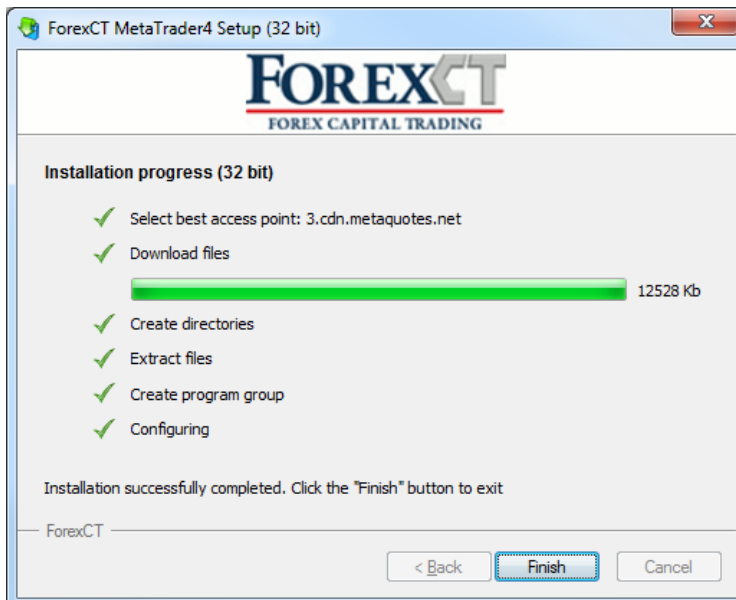 ForexCT MetaTrader4 Setup (32 bit)
FOREXCT
FOREX CAPITAL TRADING
Installation progress (32 bit)
Select best access point: 3.cdn.metaquotes.net
Download files
12528 Kb
Create directories
Extract files
Create program group
Configuring
Installation successfully completed. Click the "Finish" button to exit
ForexCT
< Back Finish Cancel